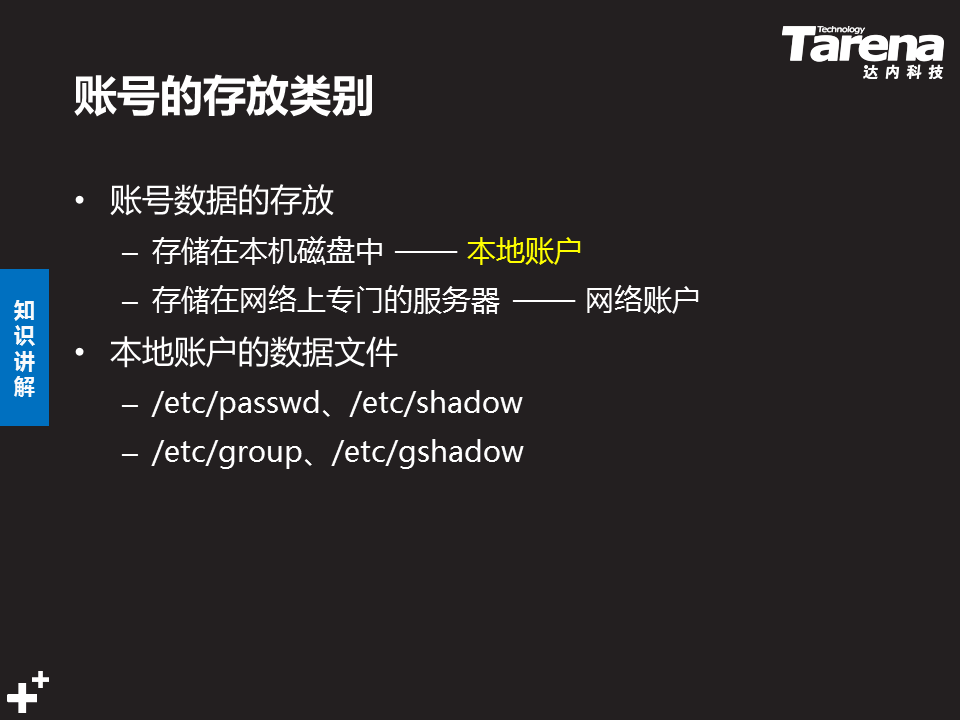 Technology
Tarena
达内科技
账号的存放类别
• 账号数据的存放
– 存储在本机磁盘中 —— 本地账户
– 存储在网络上专门的服务器 —— 网络账户
• 本地账户的数据文件
– /etc/passwd、/etc/shadow
– /etc/group、/etc/gshadow
知识讲解